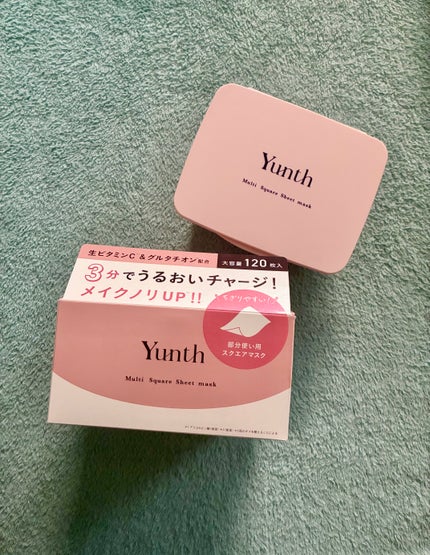 Yunth
Multi Square Sheet mask
生ビタミンC & グルタチオン配合
大容量 120枚入
3分でうるおいチャージ!
メイクノリUP!!
部分使い用
スクエアマスク
Yunth
Multi Square Sheet mask